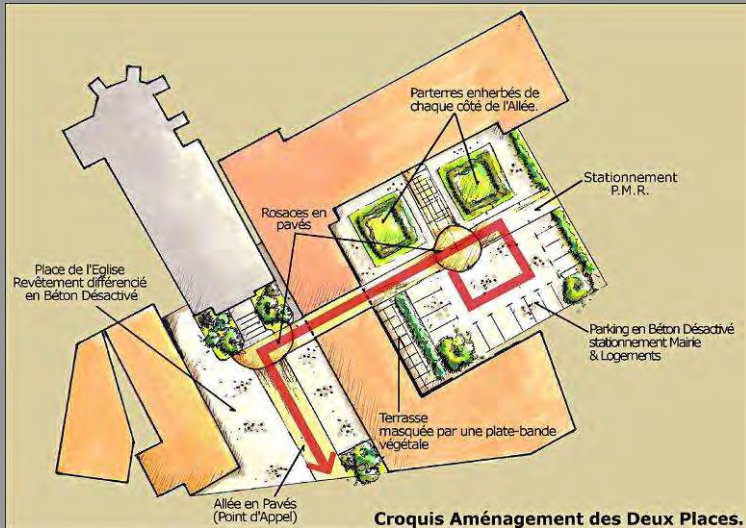 Parterres enherbés de
chaque côté de l'Allée.
Stationnement
P.M.R.
Rosaces en
pavés
Place de l'Eglise
Revêtement différencié
en Béton Désactivé
Parking en Béton Désactivé
stationnement Mairie
& Logements
Terrasse
masquée par une plate-bande
végétale
Allée en Pavés
(Point d'Appel)
Croquis Aménagement des Deux Places.